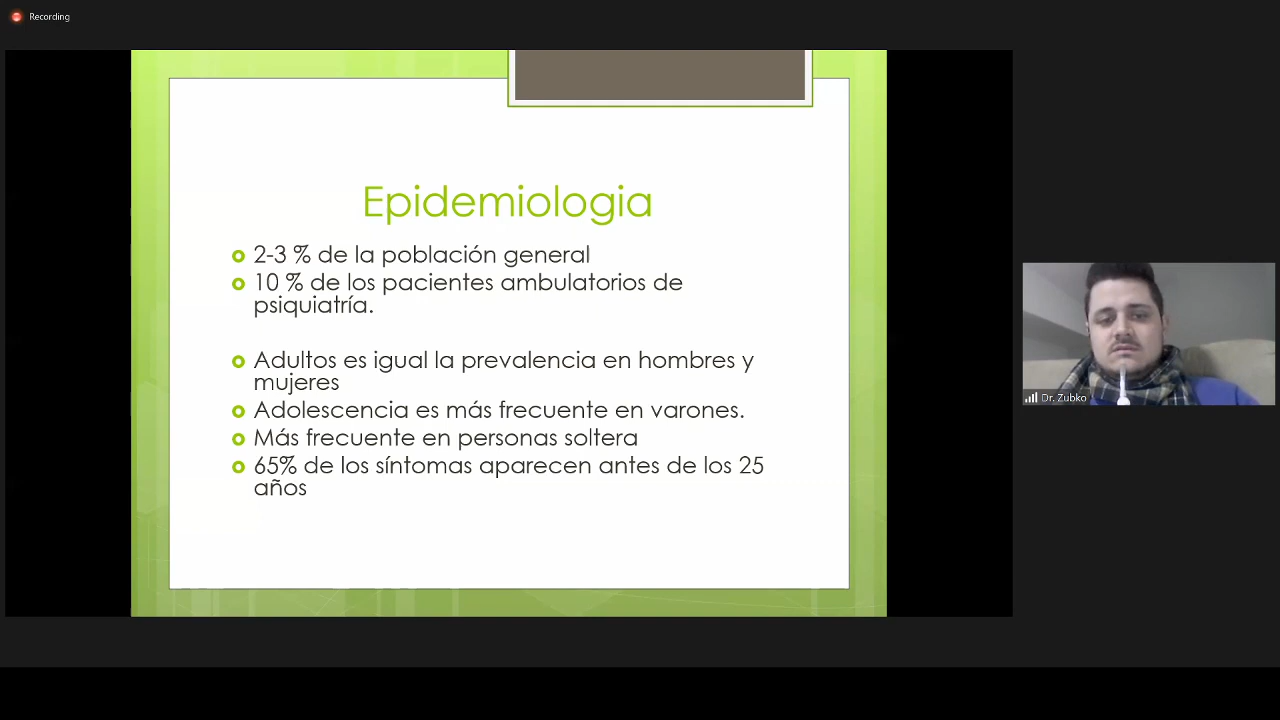 Recording
Epidemiologia
2-3 % de la población general
10 % de los pacientes ambulatorios de
psiquiatría.
Adultos es igual la prevalencia en hombres y
mujeres
Adolescencia es más frecuente en varones.
Más frecuente en personas soltera
65% de los síntomas aparecen antes de los 25
años
Dr. Zubko